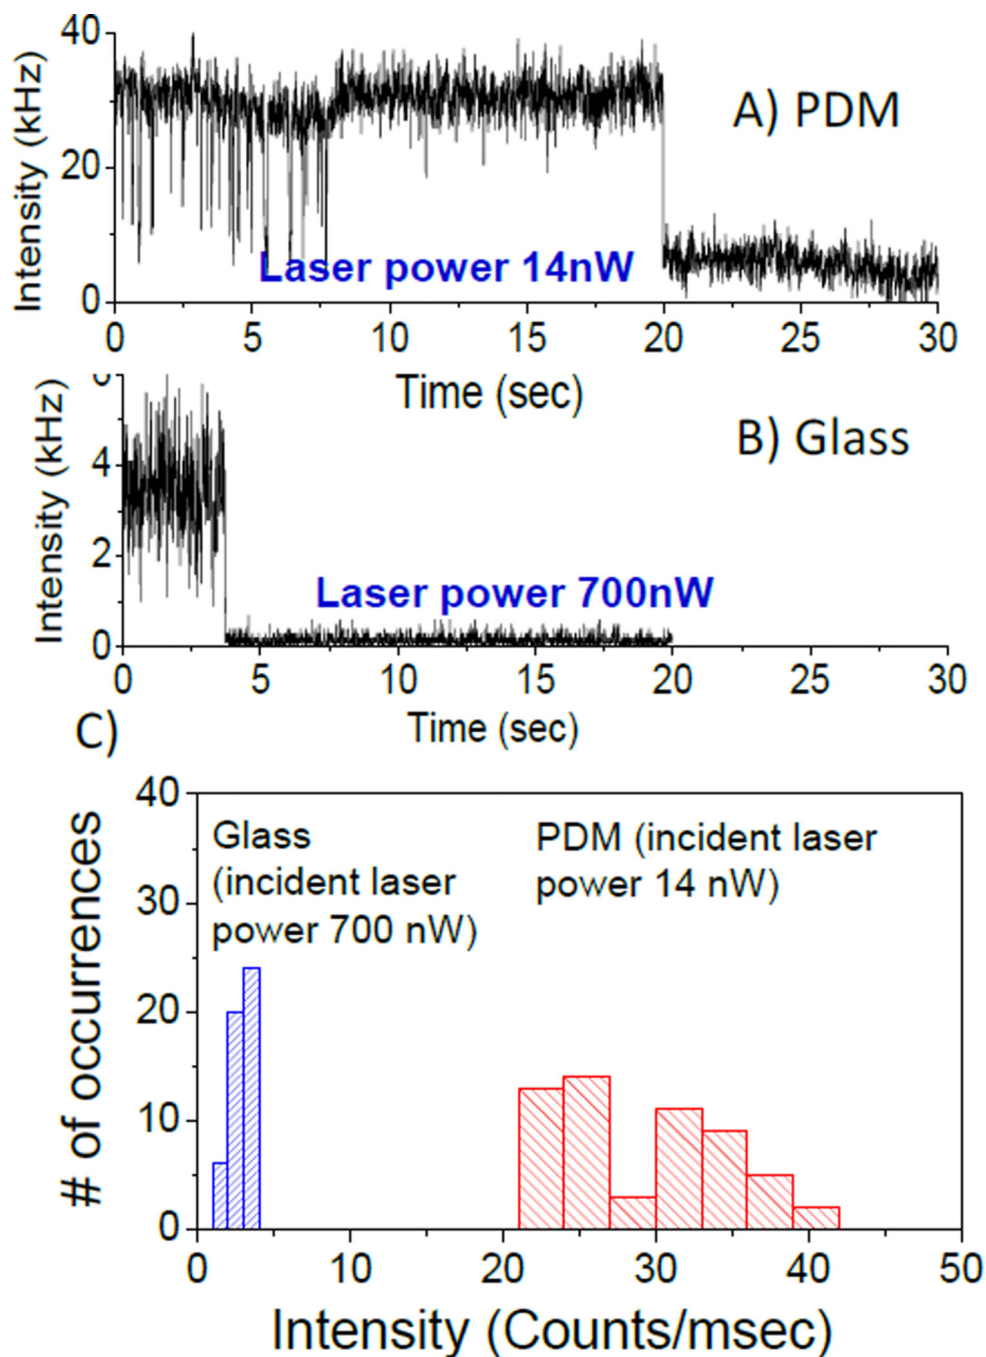 40
20
0
Intensity (kHz)
A) PDM
Laser power 14nW
0 5 10 15 20 25 30
Time (sec)
6
4
2
0
Intensity (kHz)
B) Glass
Laser power 700nW
0 5 10 15 20 25 30
Time (sec)
C)
40
30
20
10
0
# of occurrences
Glass
(incident laser
power 700 nW)
PDM (incident laser
power 14 nW)
0 10 20 30 40 50
Intensity (Counts/msec)